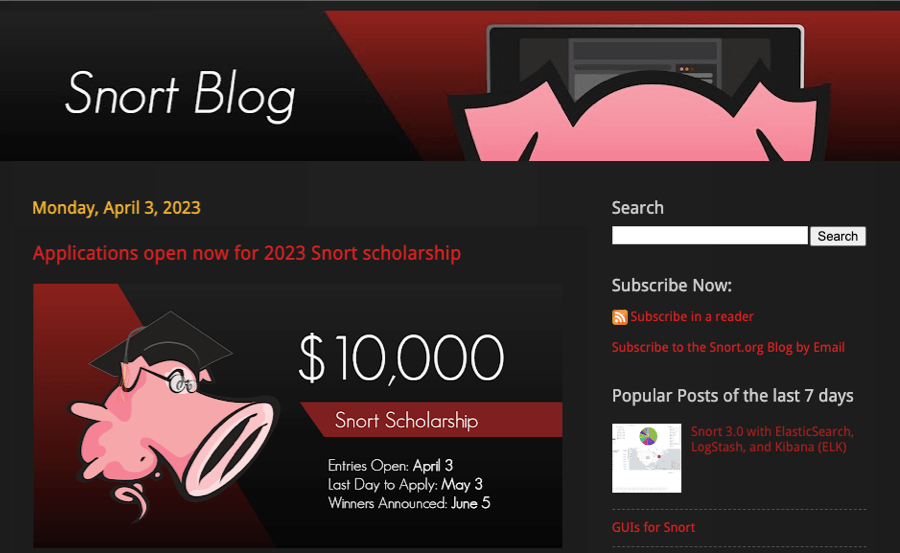 Snort Blog
Monday, April 3, 2023
Applications open now for 2023 Snort scholarship
$10,000
Snort Scholarship
Entries Open: April 3
Last Day to Apply: May 3
Winners Announced: June 5
Search
Search
Subscribe Now:
Subscribe in a reader
Subscribe to the Snort.org Blog by Email
Popular Posts of the last 7 days
Snort 3.0 with ElasticSearch,
LogStash, and Kibana (ELK)
GUIs for Snort